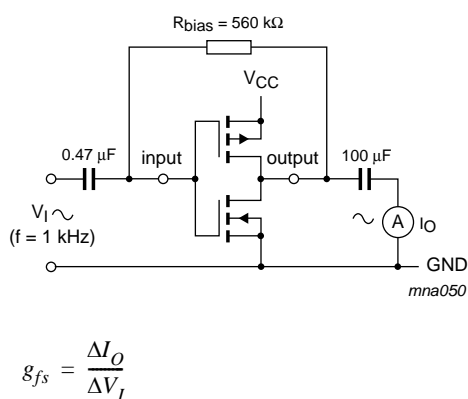 Rbias = 560 kΩ
VCC
0.47 μF
input
output
100 μF
VI
A
IO
(f = 1 kHz)
GND
mna050
gfs = ΔIO / ΔVI